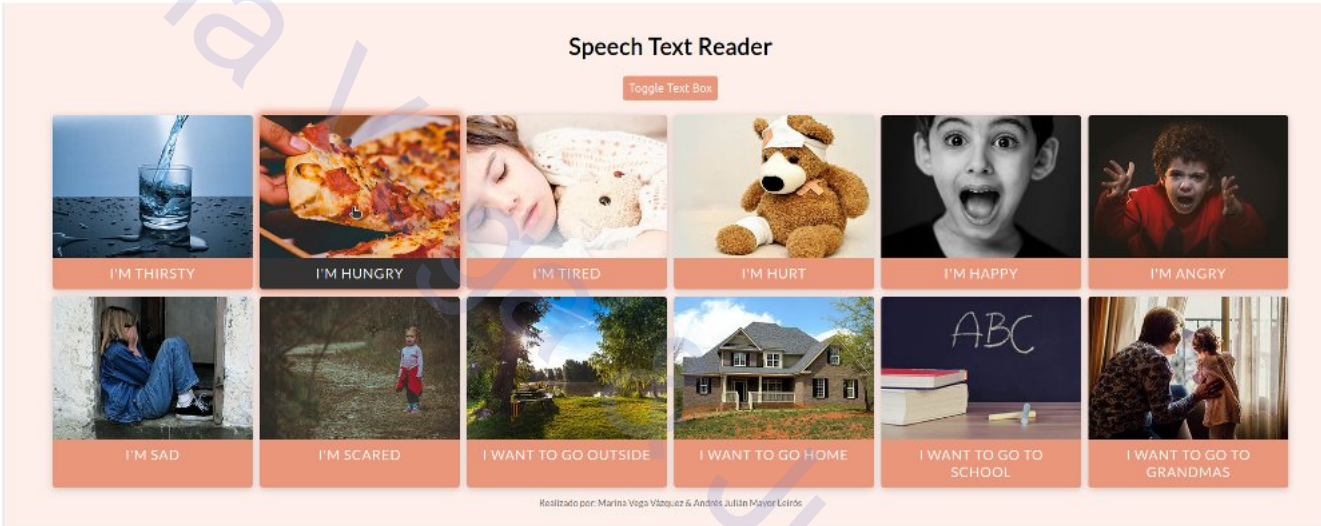 Speech Text Reader
Toggle Text Box
I'M THIRSTY
I'M HUNGRY
I'M TIRED
I'M HURT
I'M HAPPY
I'M ANGRY
I'M SAD
I'M SCARED
I WANT TO GO OUTSIDE
I WANT TO GO HOME
I WANT TO GO TO
SCHOOL
I WANT TO GO TO
GRANDMAS
ABC
Realizado por: Marina Vega Vázquez & Andrés Julián Mayor Leirós